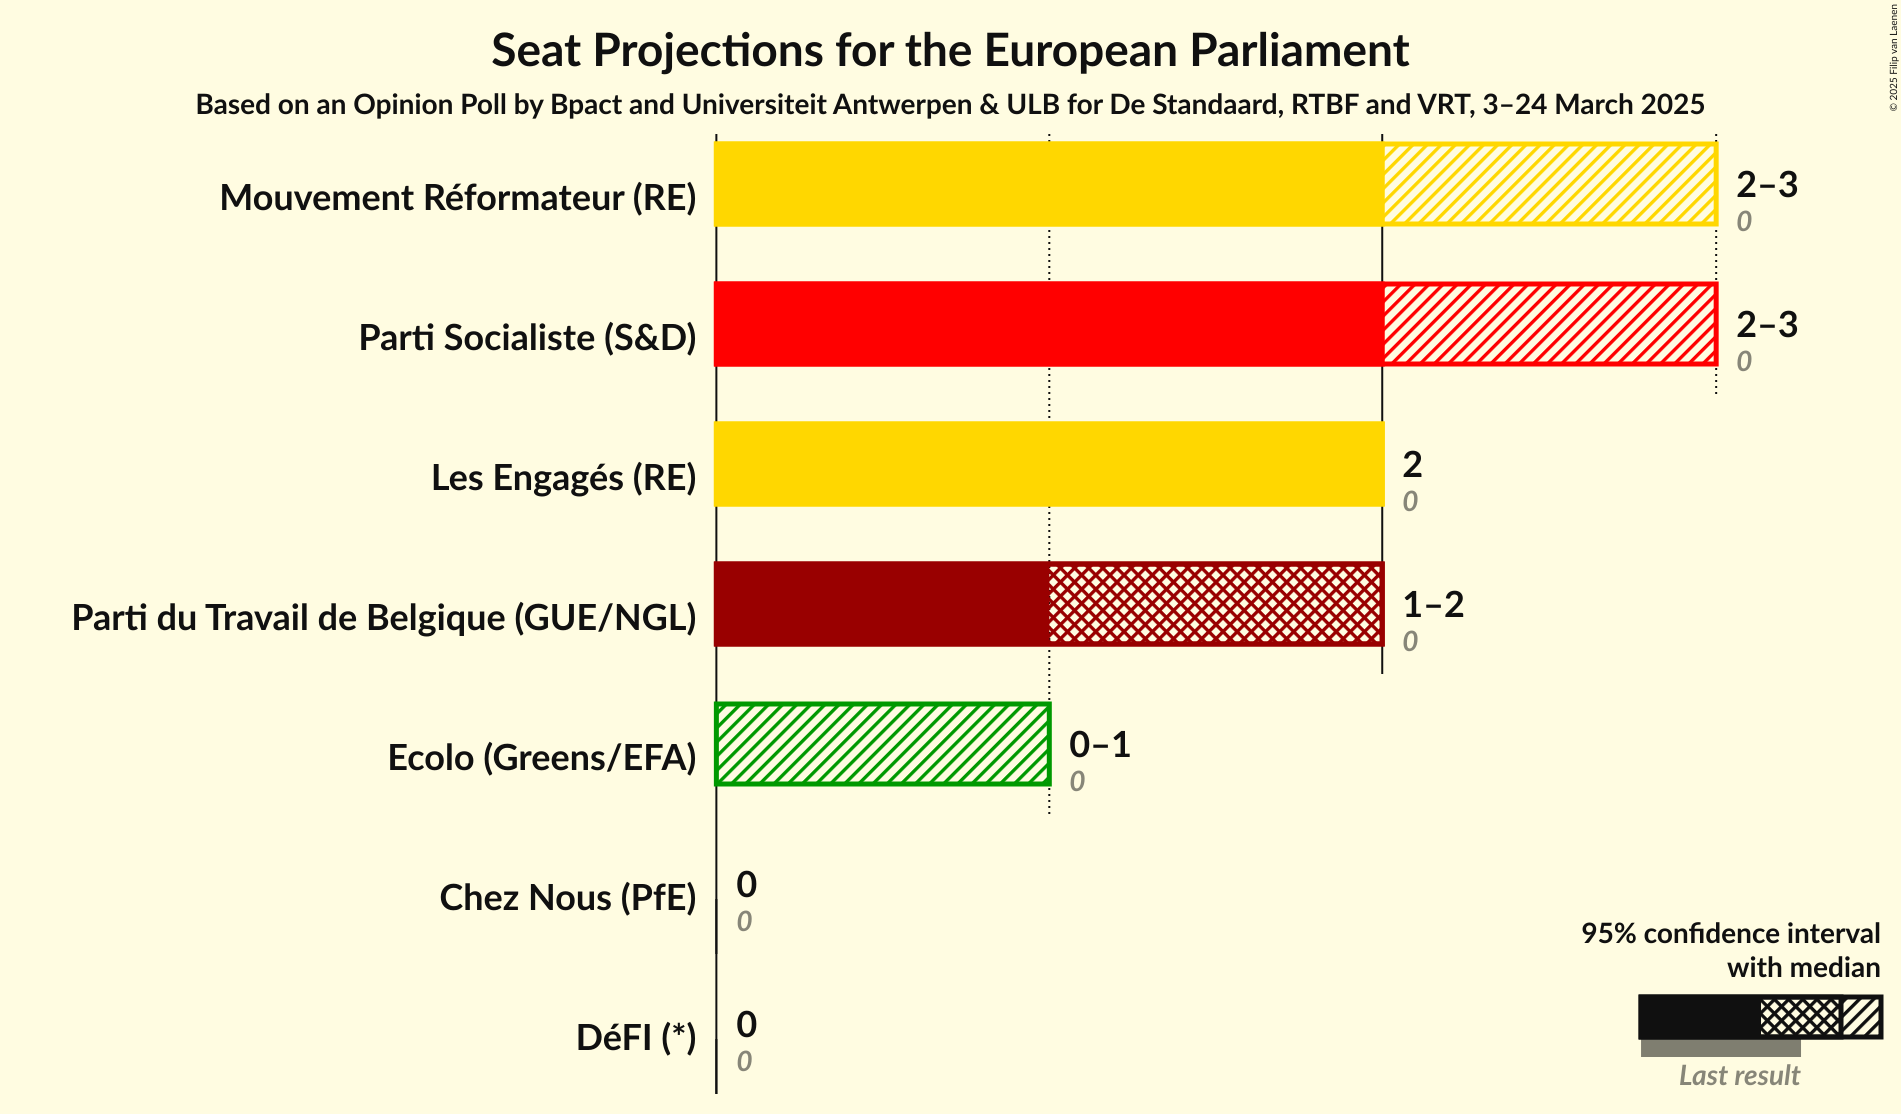 Seat Projections for the European Parliament
Based on an Opinion Poll by Bpact and Universiteit Antwerpen & ULB for De Standaard, RTBF and VRT, 3–24 March 2025
© 2025 Filip van Laenen
Mouvement Réformateur (RE)
2–3
0
Parti Socialiste (S&D)
2–3
0
Les Engagés (RE)
2
0
Parti du Travail de Belgique (GUE/NGL)
1–2
0
Ecolo (Greens/EFA)
0–1
0
Chez Nous (PfE)
0
0
DéFI (*)
0
0
95% confidence interval
with median
Last result